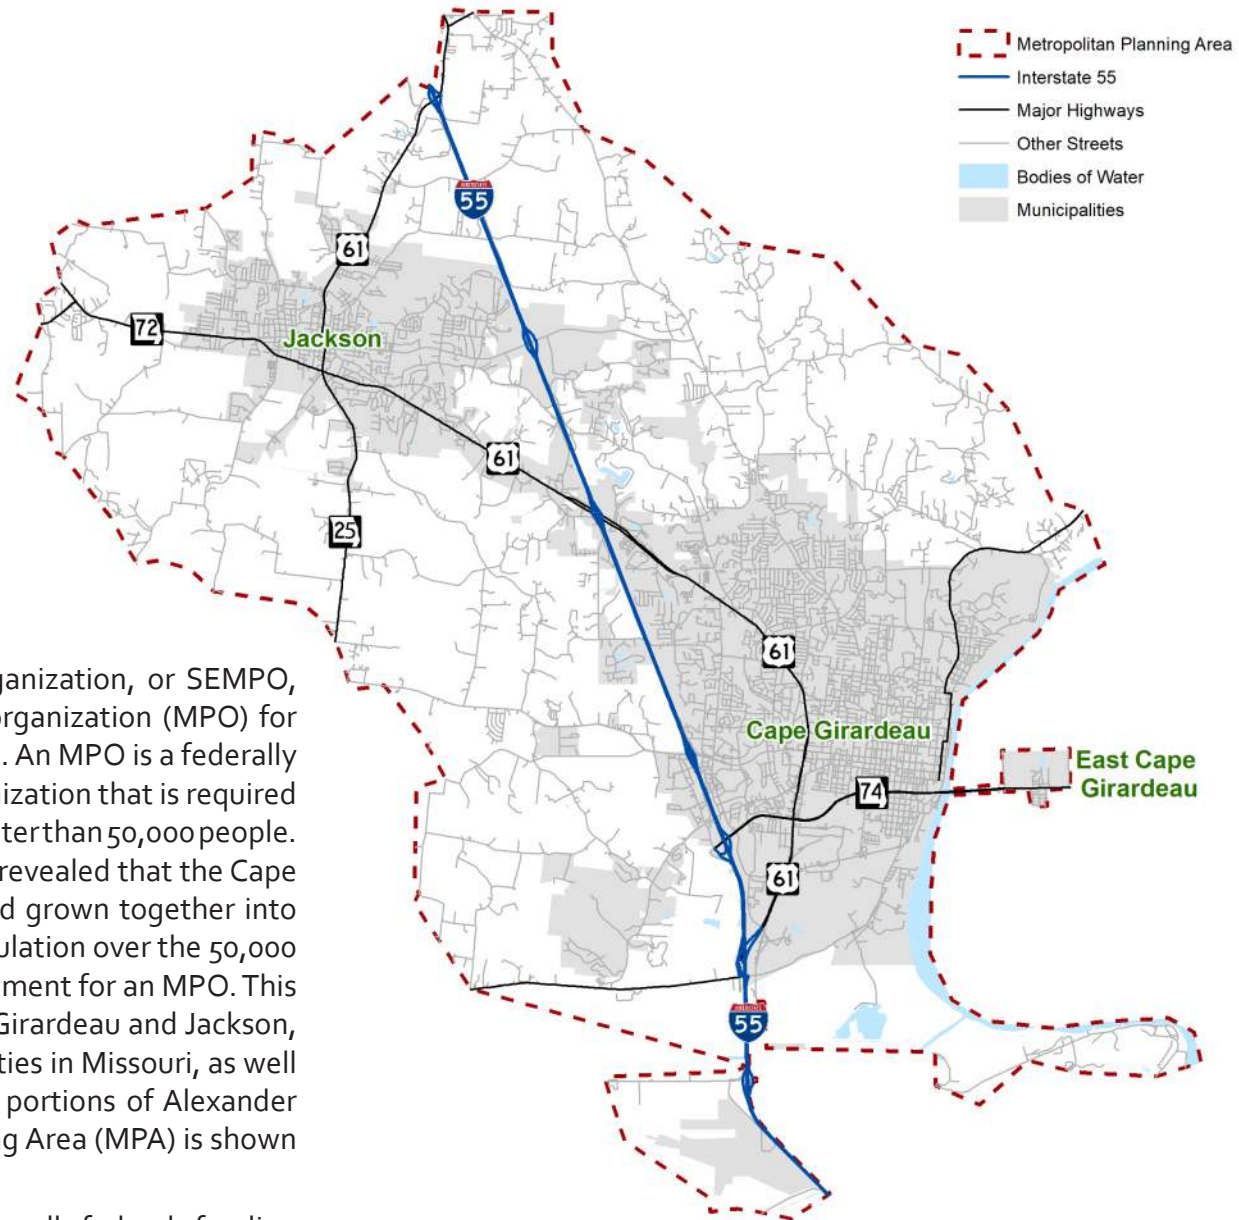 Metropolitan Planning Area
Interstate 55
Major Highways
Other Streets
Bodies of Water
Municipalities
INTERSTATE
55
61
72
Jackson
61
25
61
Cape Girardeau
East Cape
Girardeau
74
61
INTERSTATE
55
ganization, or SEMPO,
organization (MPO) for
. An MPO is a federally
nization that is required
ter than 50,000 people.
revealed that the Cape
d grown together into
ulation over the 50,000
ment for an MPO. This
Girardeau and Jackson,
ties in Missouri, as well
portions of Alexander
ng Area (MPA) is shown